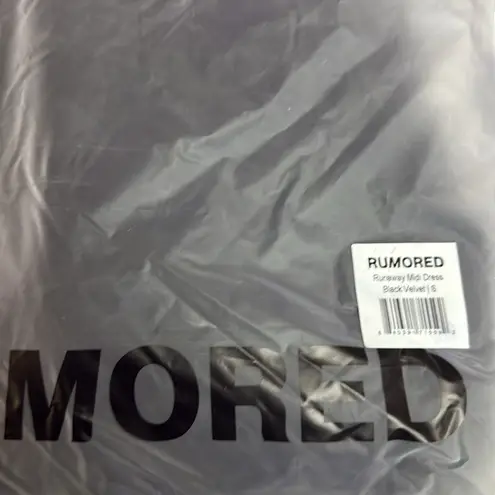 RUMORED
Runaway Midi Dress
Black Velvet | S
MORED